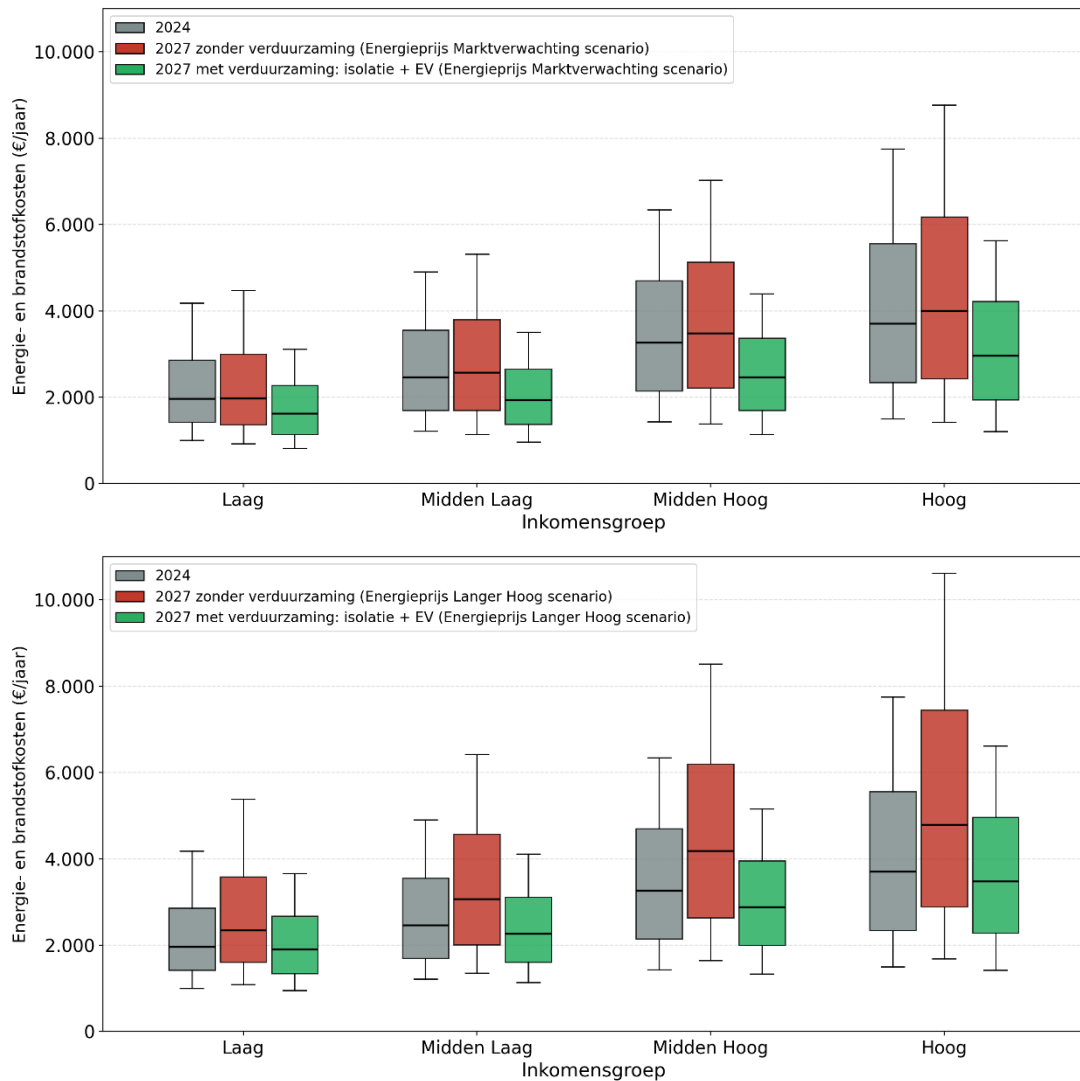 2024
2027 zonder verduurzaming (Energieprijs Marktverwachting scenario)
2027 met verduurzaming: isolatie + EV (Energieprijs Marktverwachting scenario)
Energie- en brandstofkosten (€/jaar)
10.000
8.000
6.000
4.000
2.000
0
Laag
Midden Laag
Midden Hoog
Hoog
Inkomensgroep
2024
2027 zonder verduurzaming (Energieprijs Langer Hoog scenario)
2027 met verduurzaming: isolatie + EV (Energieprijs Langer Hoog scenario)
Energie- en brandstofkosten (€/jaar)
10.000
8.000
6.000
4.000
2.000
0
Laag
Midden Laag
Midden Hoog
Hoog
Inkomensgroep